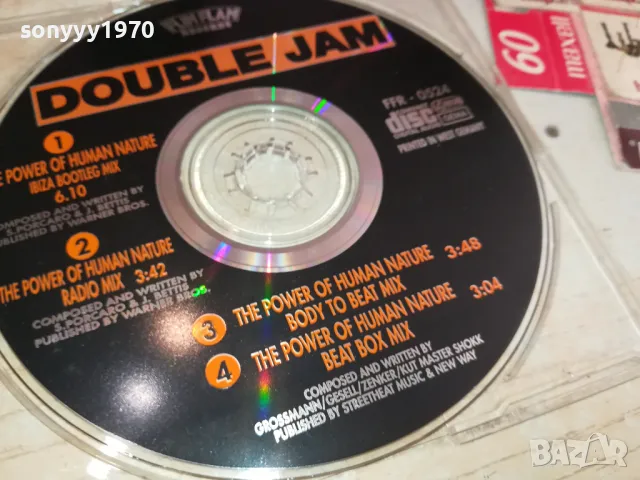 sonyyy1970
DOUBLE JAM
FFR - 0524
COMPACT
disc
PRINTED IN WEST GERMANY
60
maxell
1
E POWER OF HUMAN NATURE
IBIZA BOOTLEG MIX
6.10
COMPOSED AND WRITTEN BY
S. PORCARO & J. BETTIS
PUBLISHED BY WARNER BROS.
2
THE POWER OF HUMAN NATURE
RADIO MIX 3:42
COMPOSED AND WRITTEN BY
S. PORCARO & J. BETTIS
PUBLISHED BY WARNER BROS.
3 THE POWER OF HUMAN NATURE 3:48
BODY TO BEAT MIX
4 THE POWER OF HUMAN NATURE 3:04
BEAT BOX MIX
COMPOSED AND WRITTEN BY
GROSSMANN/GESELL/ZENKER/KUT MASTER SHOKK
PUBLISHED BY STREETHEAT MUSIC & NEW WAY
BAZAR
bg